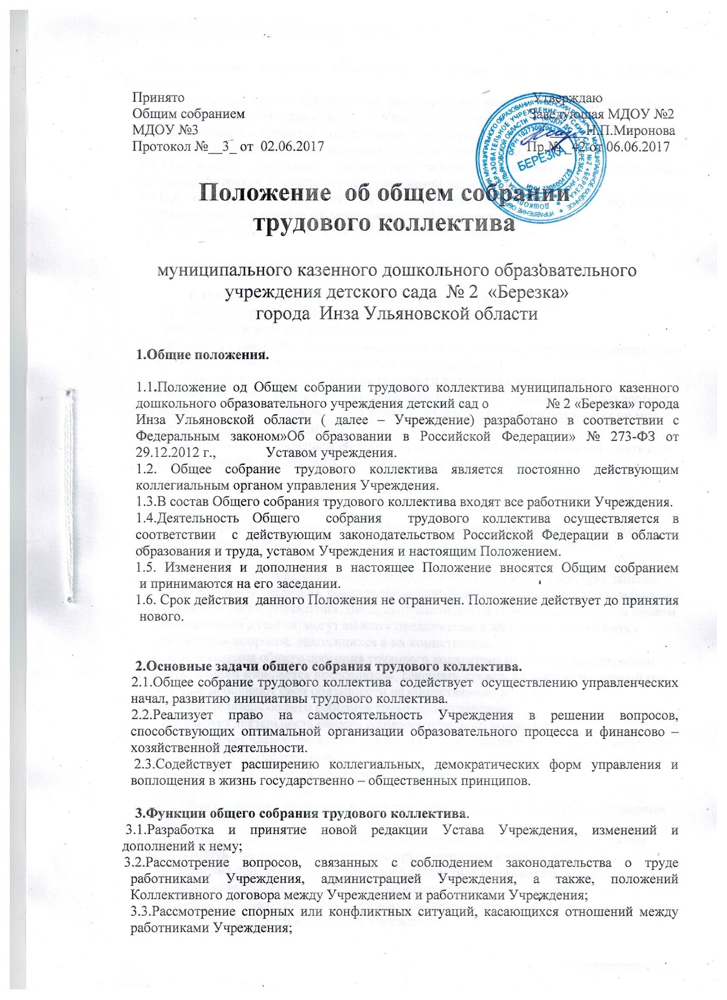 Принято Утверждаю
Общим собранием Заведующая МДОУ №2
МДОУ №3 Н.П.Миронова
Протокол №__3_ от 02.06.2017 Пр.№ _42 от 06.06.2017
БЕРЕЗКА
Положение об общем собрании
трудового коллектива
муниципального казенного дошкольного образовательного
учреждения детского сада № 2 «Березка»
города Инза Ульяновской области
1.Общие положения.
1.1.Положение од Общем собрании трудового коллектива муниципального казенного
дошкольного образовательного учреждения детский сад о № 2 «Березка» города
Инза Ульяновской области ( далее – Учреждение) разработано в соответствии с
Федеральным законом»Об образовании в Российской Федерации» № 273-ФЗ от
29.12.2012 г., Уставом учреждения.
1.2. Общее собрание трудового коллектива является постоянно действующим
коллегиальным органом управления Учреждения.
1.3.В состав Общего собрания трудового коллектива входят все работники Учреждения.
1.4.Деятельность Общего собрания трудового коллектива осуществляется в
соответствии с действующим законодательством Российской Федерации в области
образования и труда, уставом Учреждения и настоящим Положением.
1.5. Изменения и дополнения в настоящее Положение вносятся Общим собранием
и принимаются на его заседании.
1.6. Срок действия данного Положения не ограничен. Положение действует до принятия
нового.
2.Основные задачи общего собрания трудового коллектива.
2.1.Общее собрание трудового коллектива содействует осуществлению управленческих
начал, развитию инициативы трудового коллектива.
2.2.Реализует право на самостоятельность Учреждения в решении вопросов,
способствующих оптимальной организации образовательного процесса и финансово –
хозяйственной деятельности.
2.3.Содействует расширению коллегиальных, демократических форм управления и
воплощения в жизнь государственно – общественных принципов.
3.Функции общего собрания трудового коллектива.
3.1.Разработка и принятие новой редакции Устава Учреждения, изменений и
дополнений к нему;
3.2.Рассмотрение вопросов, связанных с соблюдением законодательства о труде
работниками Учреждения, администрацией Учреждения, а также, положений
Коллективного договора между Учреждением и работниками Учреждения;
3.3.Рассмотрение спорных или конфликтных ситуаций, касающихся отношений между
работниками Учреждения;